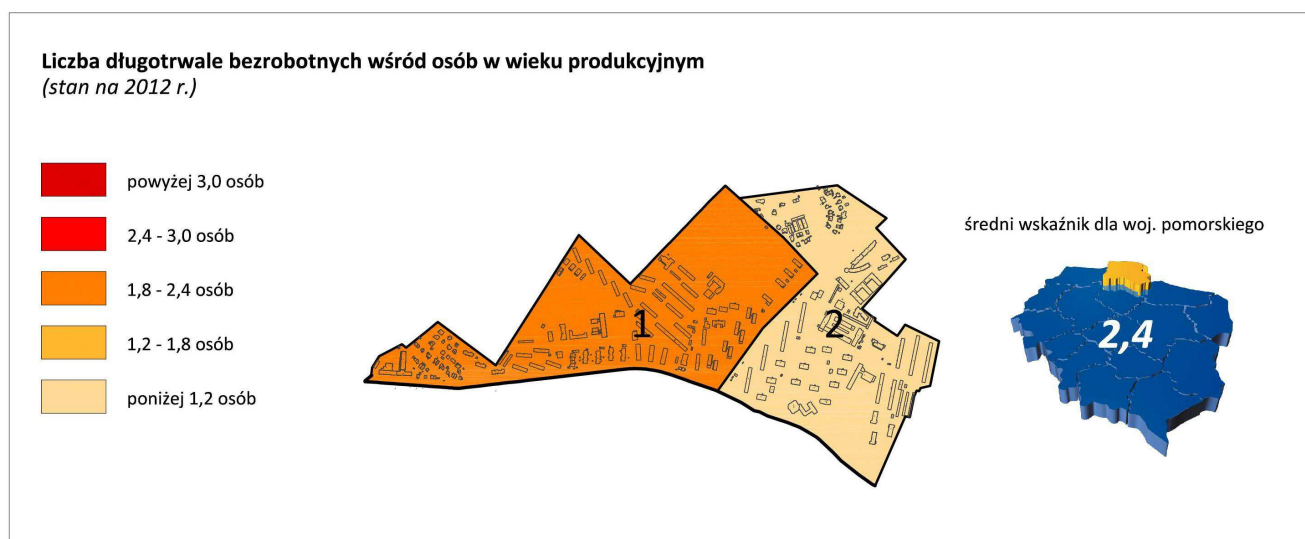 Liczba długotrwale bezrobotnych wśród osób w wieku produkcyjnym
(stan na 2012 r.)
powyżej 3,0 osób
2,4 - 3,0 osób
1,8 - 2,4 osób
1,2 - 1,8 osób
poniżej 1,2 osób
1
2
średni wskaźnik dla woj. pomorskiego
2,4